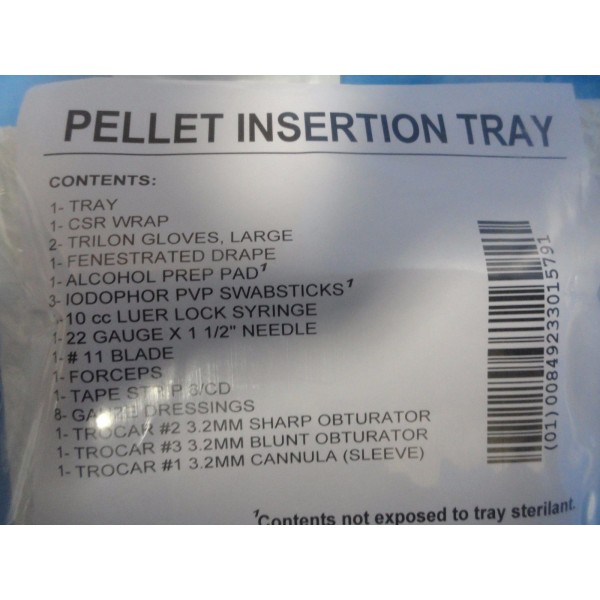 PELLET INSERTION TRAY
CONTENTS:
1- TRAY
1- CSR WRAP
2- TRILON GLOVES, LARGE
1- FENESTRATED DRAPE
1- ALCOHOL PREP PAD¹
3- IODOPHOR PVP SWABSTICKS¹
10 cc LUER LOCK SYRINGE
1- 22 GAUGE X 1 1/2" NEEDLE
1- # 11 BLADE
1- FORCEPS
1- TAPE STRIP 6/CD
8- GAUZE DRESSINGS
1- TROCAR #2 3.2MM SHARP OBTURATOR
1- TROCAR #3 3.2MM BLUNT OBTURATOR
1- TROCAR #1 3.2MM CANNULA (SLEEVE)
¹Contents not exposed to tray sterilant.
(01)00849233015791